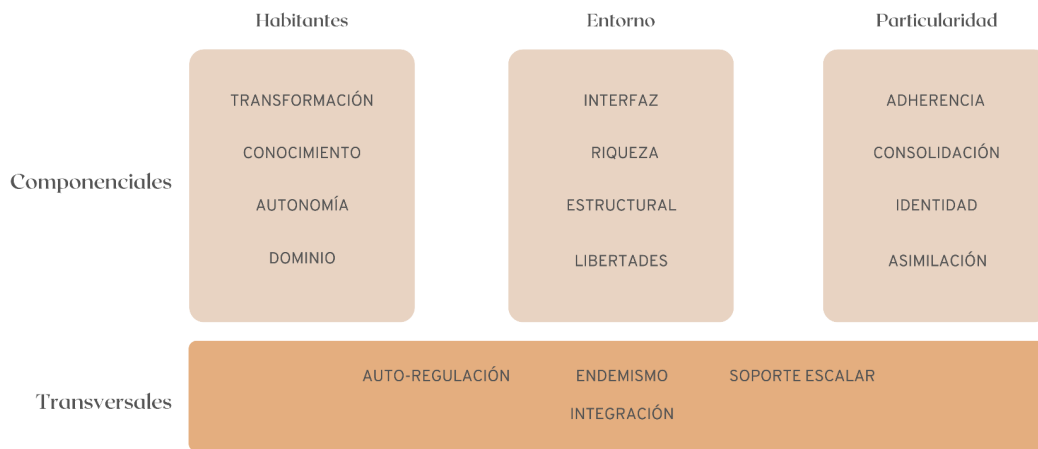 Habitantes
Entorno
Particularidad
Componenciales
TRANSFORMACIÓN
CONOCIMIENTO
AUTONOMÍA
DOMINIO
INTERFAZ
RIQUEZA
ESTRUCTURAL
LIBERTADES
ADHERENCIA
CONSOLIDACIÓN
IDENTIDAD
ASIMILACIÓN
Transversales
AUTO-REGULACIÓN
ENDEMISMO
SOPORTE ESCALAR
INTEGRACIÓN